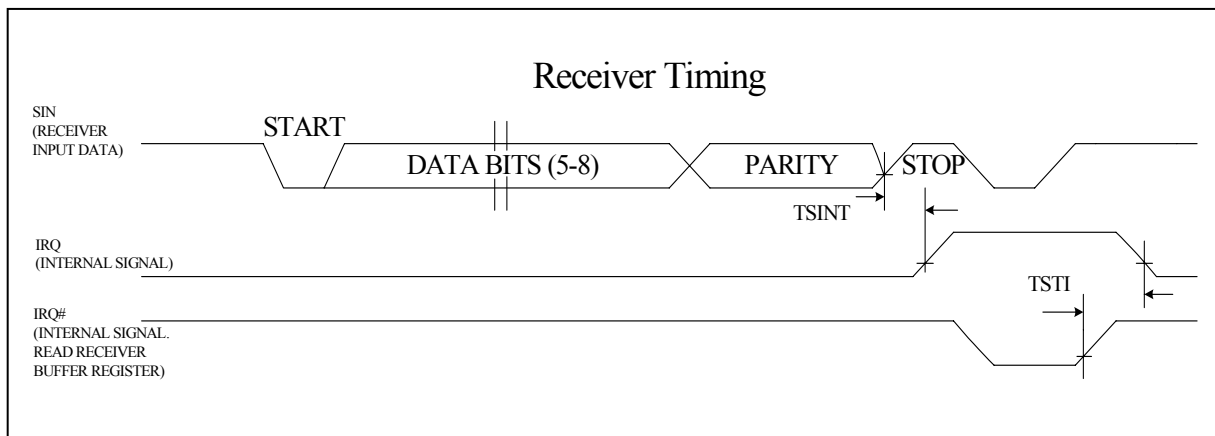 Receiver Timing
SIN
(RECEIVER
INPUT DATA)
START
DATA BITS (5-8)
PARITY
STOP
TSINT
IRQ
(INTERNAL SIGNAL)
TSTI
IRQ#
(INTERNAL SIGNAL.
READ RECEIVER
BUFFER REGISTER)